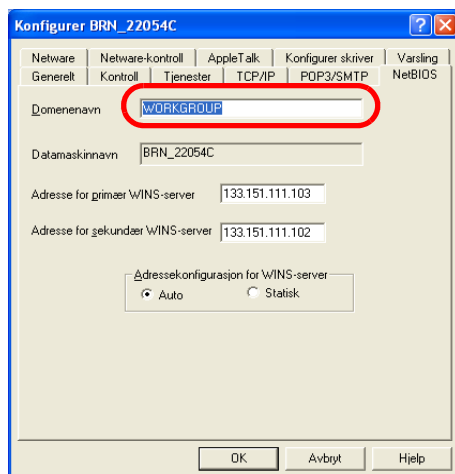 Konfigurer BRN_22054C
Netware Netware-kontroll AppleTalk Konfigurer skriver Varsling
Generelt Kontroll Tjenester TCP/IP POP3/SMTP NetBIOS
Domenenavn WORKGROUP
Datamaskinnavn BRN_22054C
Adresse for primær WINS-server 133.151.111.103
Adresse for sekundær WINS-server 133.151.111.102
Adressekonfigurasjon for WINS-server
Auto Statisk
OK Avbryt Hjelp